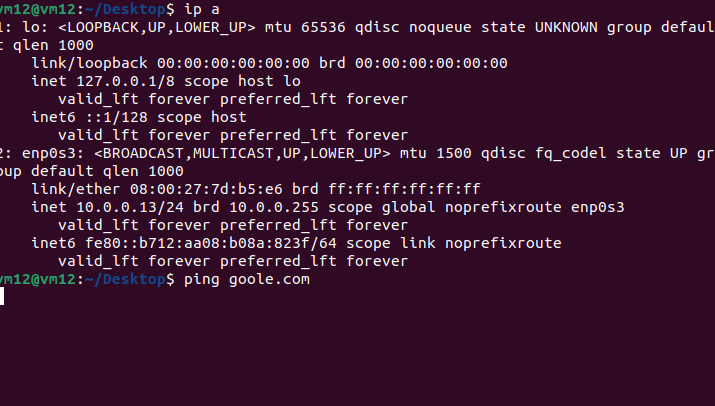 vm12@vm12:~/Desktop$ ip a
1: lo: <LOOPBACK,UP,LOWER_UP> mtu 65536 qdisc noqueue state UNKNOWN group defaul
t qlen 1000
link/loopback 00:00:00:00:00:00 brd 00:00:00:00:00:00
inet 127.0.0.1/8 scope host lo
valid_lft forever preferred_lft forever
inet6 ::1/128 scope host
valid_lft forever preferred_lft forever
2: enp0s3: <BROADCAST,MULTICAST,UP,LOWER_UP> mtu 1500 qdisc fq_codel state UP gr
oup default qlen 1000
link/ether 08:00:27:7d:b5:e6 brd ff:ff:ff:ff:ff:ff
inet 10.0.0.13/24 brd 10.0.0.255 scope global noprefixroute enp0s3
valid_lft forever preferred_lft forever
inet6 fe80::b712:aa08:b08a:823f/64 scope link noprefixroute
valid_lft forever preferred_lft forever
vm12@vm12:~/Desktop$ ping goole.com